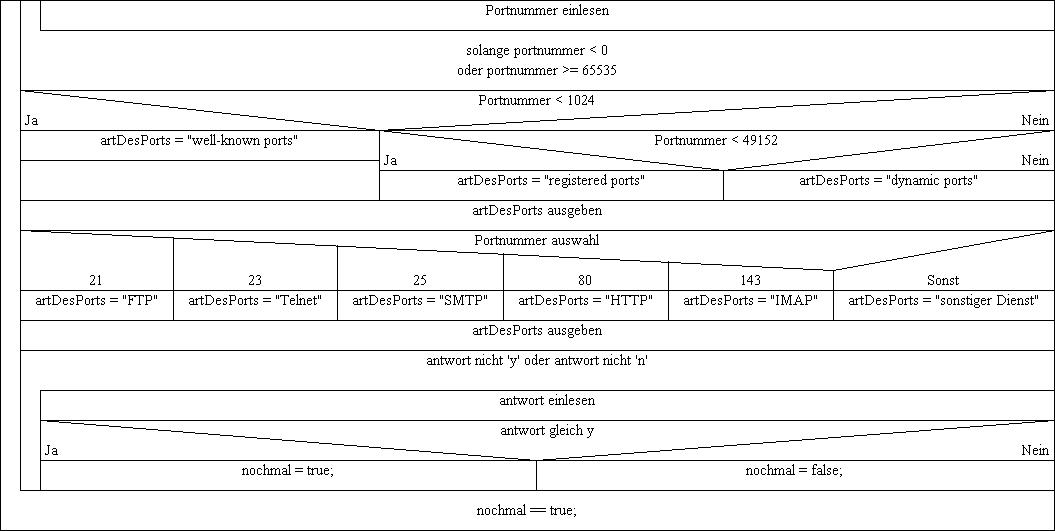 Portnummer einlesen
solange portnummer < 0
oder portnummer >= 65535
Portnummer < 1024
Ja
Nein
artDesPorts = "well-known ports"
Portnummer < 49152
Ja
Nein
artDesPorts = "registered ports"
artDesPorts = "dynamic ports"
artDesPorts ausgeben
Portnummer auswahl
21
23
25
80
143
Sonst
artDesPorts = "FTP"
artDesPorts = "Telnet"
artDesPorts = "SMTP"
artDesPorts = "HTTP"
artDesPorts = "IMAP"
artDesPorts = "sonstiger Dienst"
artDesPorts ausgeben
antwort nicht 'y' oder antwort nicht 'n'
antwort einlesen
antwort gleich y
Ja
Nein
nochmal = true;
nochmal = false;
nochmal == true;